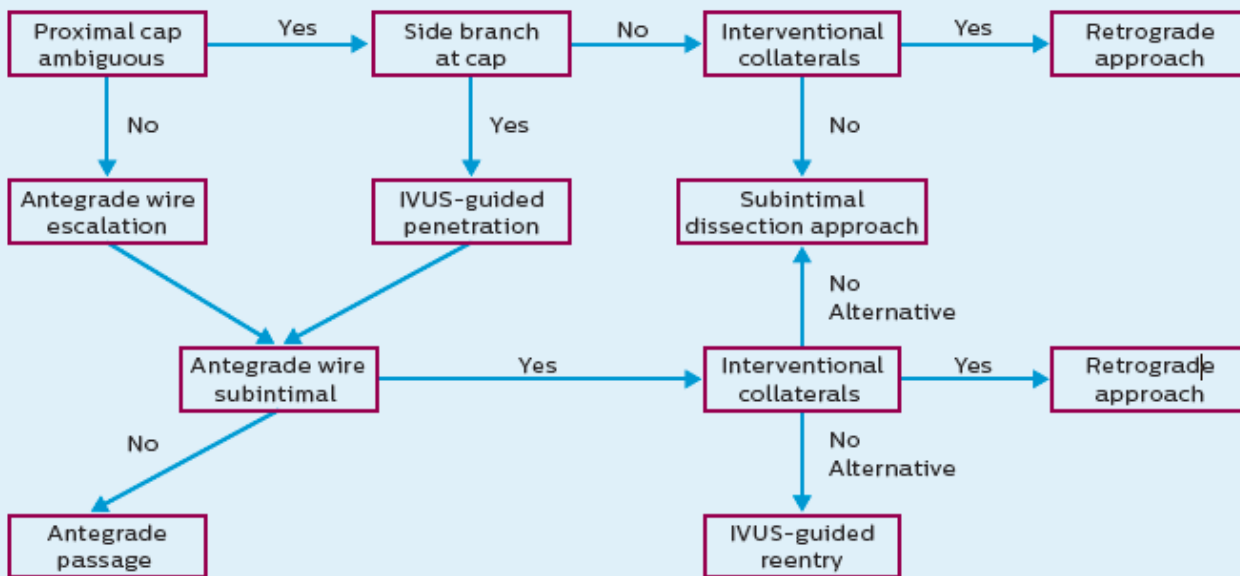 Proximal cap
ambiguous
Yes
Side branch
at cap
No
Interventional
collaterals
Yes
Retrograde
approach
No
Yes
No
Antegrade wire
escalation
IVUS-guided
penetration
Subintimal
dissection approach
No
Alternative
Antegrade wire
subintimal
Yes
Interventional
collaterals
Yes
Retrograde
approach
No
No
Alternative
Antegrade
passage
IVUS-guided
reentry